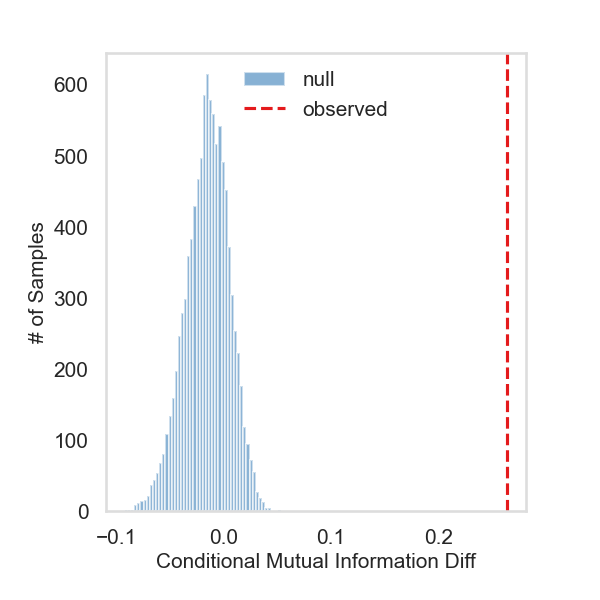 null
observed
600
500
400
300
200
100
0
# of Samples
−0.1
0.0
0.1
0.2
Conditional Mutual Information Diff